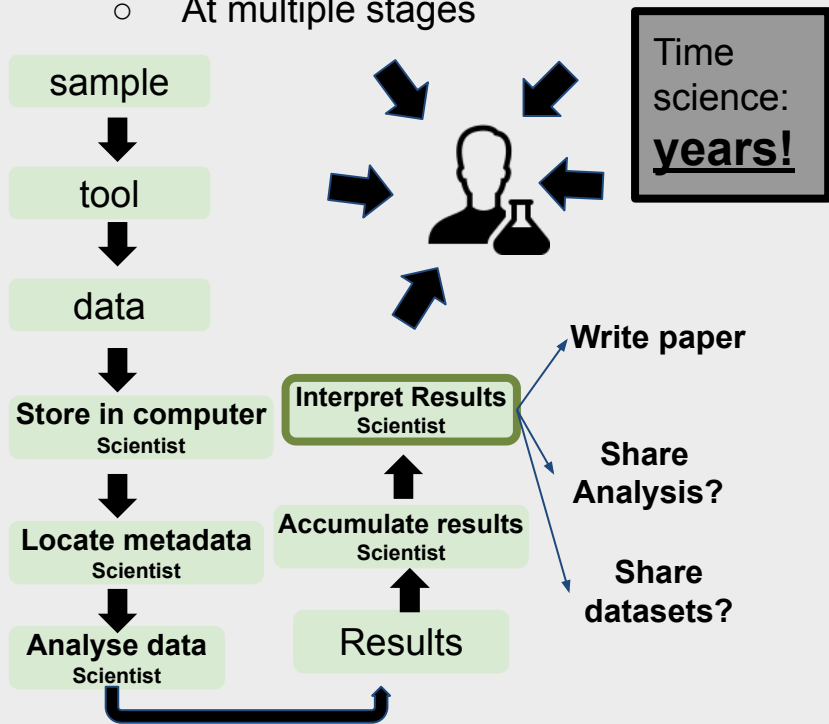 ○ At multiple stages
sample
tool
data
Store in computer
Scientist
Locate metadata
Scientist
Analyse data
Scientist
Results
Accumulate results
Scientist
Interpret Results
Scientist
Write paper
Share
Analysis?
Share
datasets?
Time
science:
years!